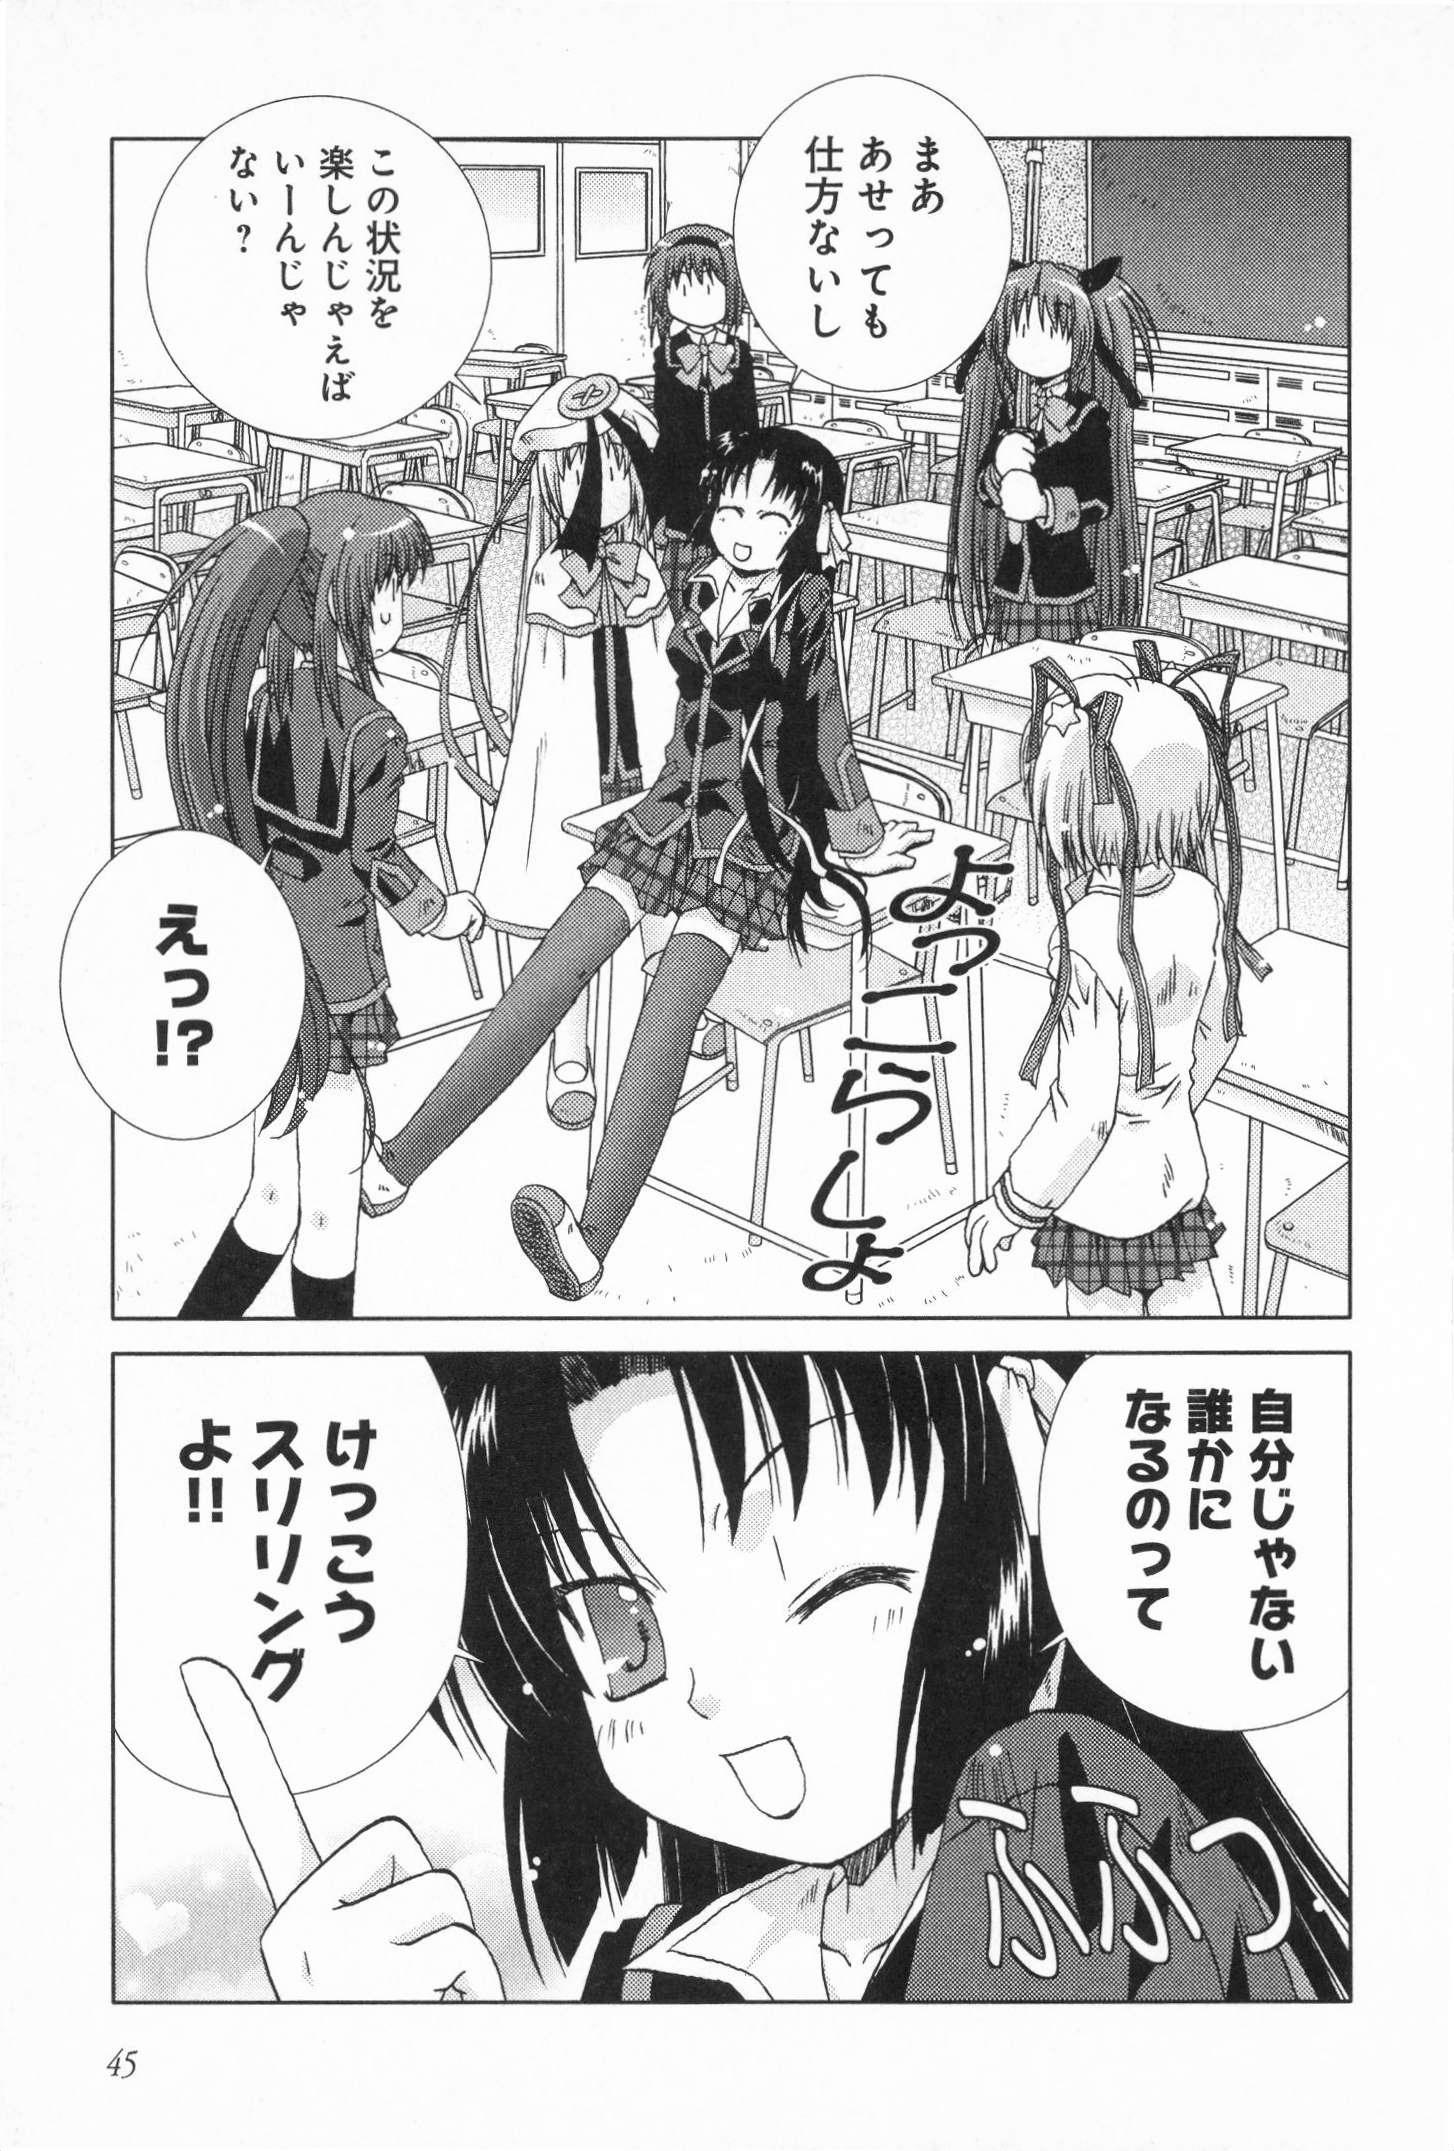 まあ
あせっても
仕方ないし
この状況を
楽しんじゃえば
いーんじゃ
ない?
よっこらしょ
えっ!?
自分じゃない
誰かに
なるのって
けっこう
スリリング
よ!!
ふふっ
45